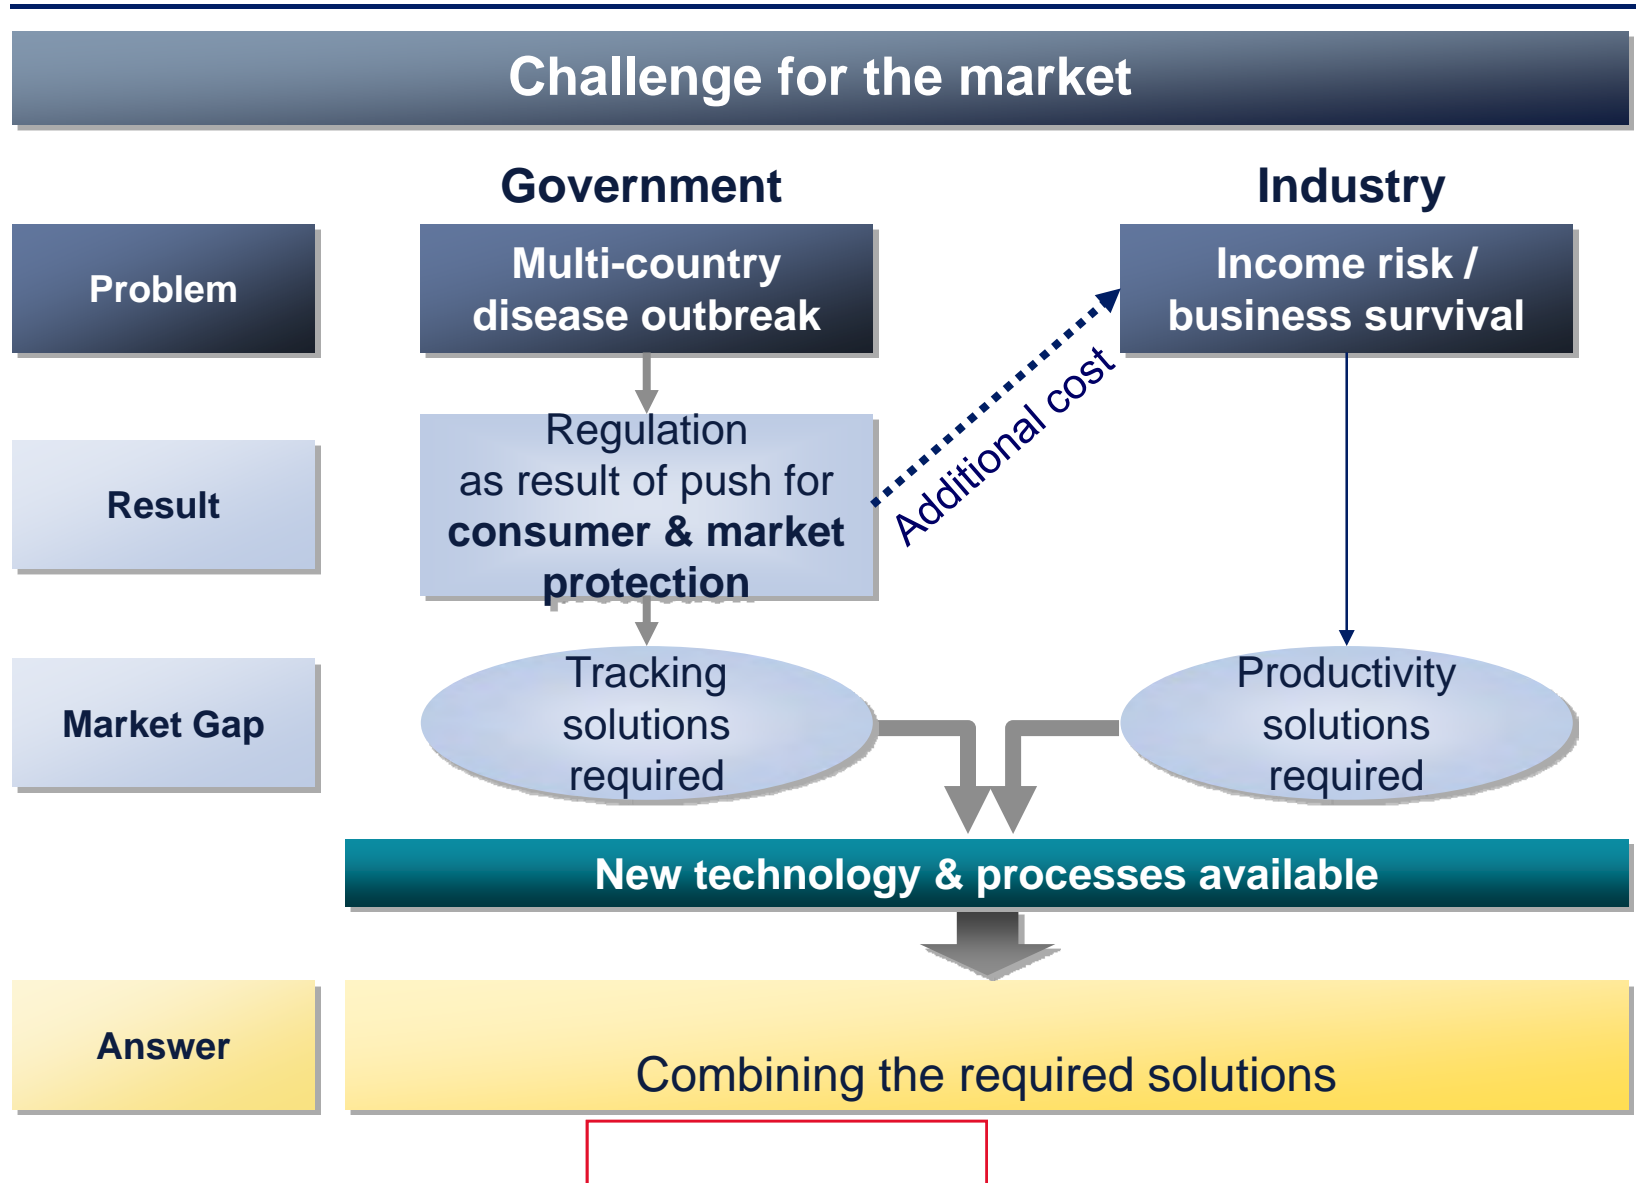 Challenge for the market
Government
Industry
Problem
Multi-country
disease outbreak
Income risk /
business survival
Additional cost
Result
Regulation
as result of push for
consumer & market
protection
Market Gap
Tracking
solutions
required
Productivity
solutions
required
New technology & processes available
Answer
Combining the required solutions